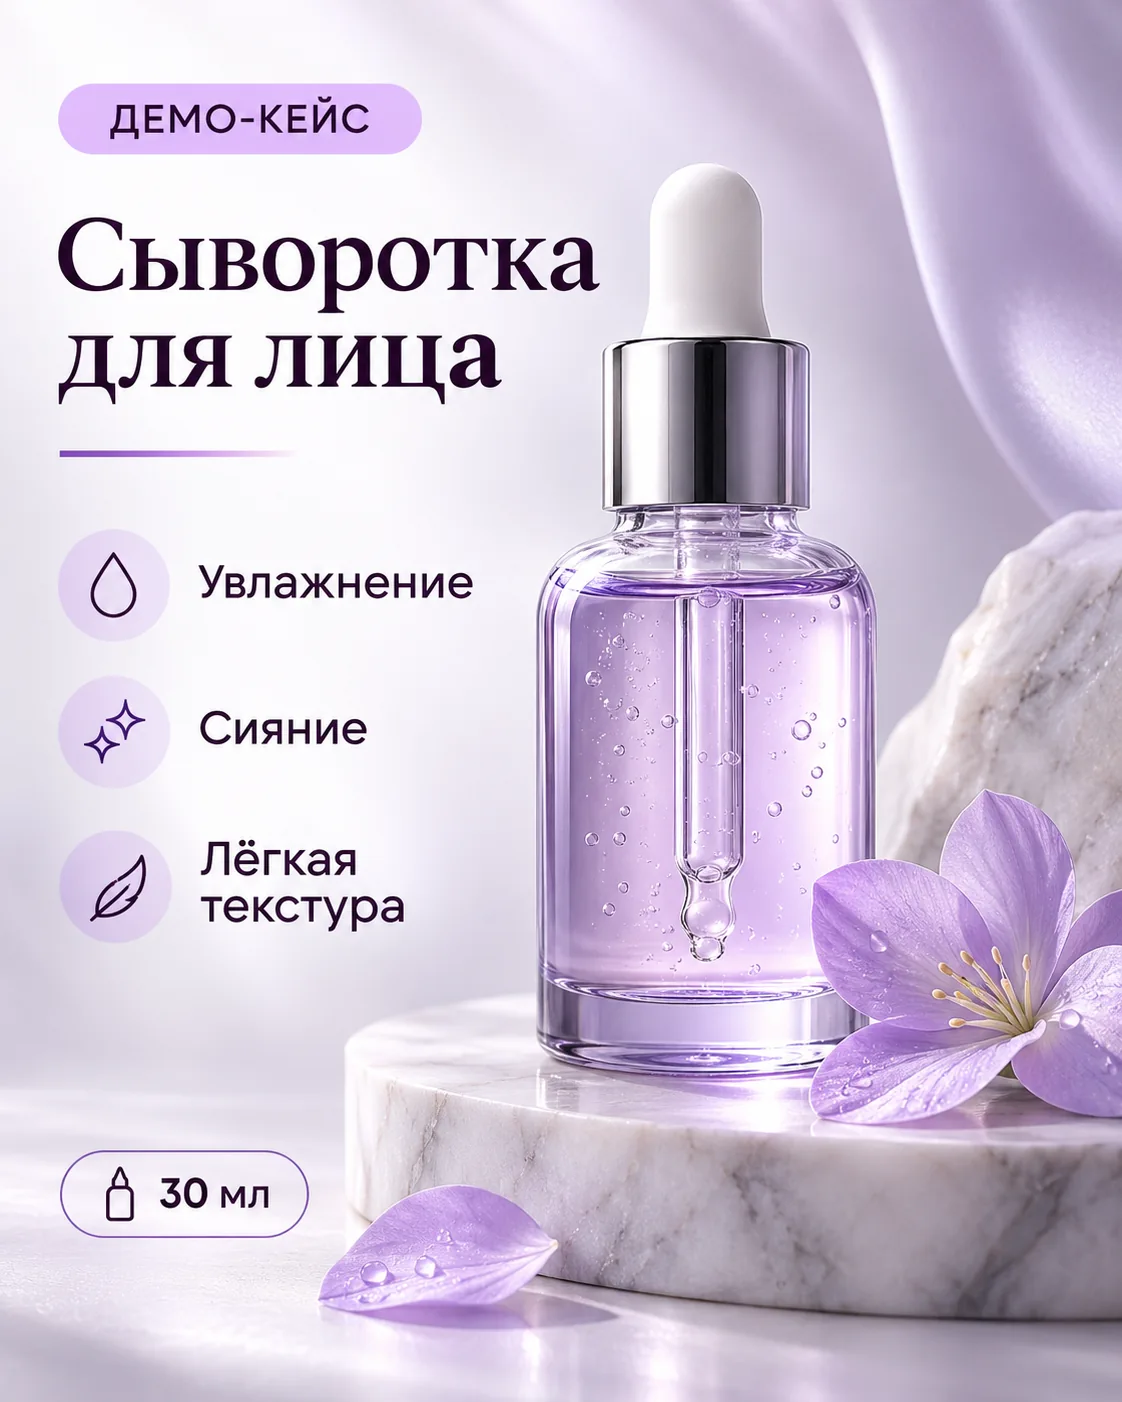 ДЕМО-КЕЙС
Сыворотка
для лица
Увлажнение
Сияние
Лёгкая
текстура
30 мл